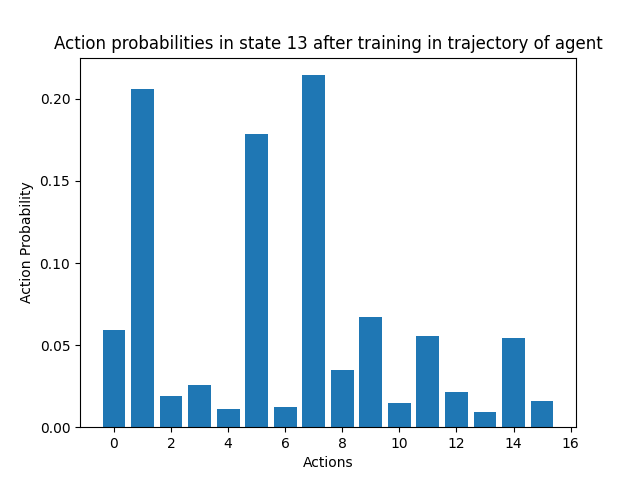 Action probabilities in state 13 after training in trajectory of agent
Action Probability
0.20
0.15
0.10
0.05
0.00
0 2 4 6 8 10 12 14 16
Actions